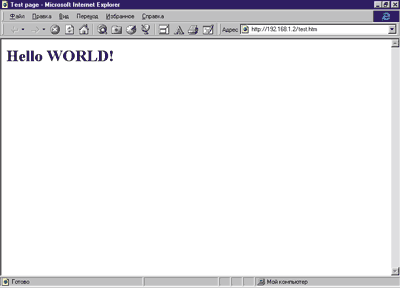 Test page - Microsoft Internet Explorer
Файл Правка Вид Переход Избранное Справка
Адрес http://192.168.1.2/test.htm
Hello WORLD!
Готово Мой компьютер